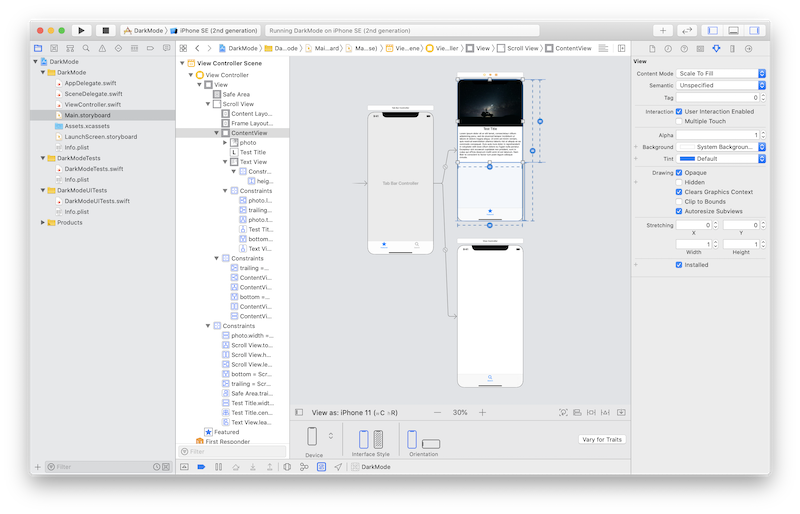 DarkMode
iPhone SE (2nd generation)
Running DarkMode on iPhone SE (2nd generation)
DarkMode
DarkMode
AppDelegate.swift
SceneDelegate.swift
ViewController.swift
Main.storyboard
Assets.xcassets
LaunchScreen.storyboard
Info.plist
DarkModeTests
DarkModeTests.swift
Info.plist
DarkModeUITests
DarkModeUITests.swift
Info.plist
Products
Filter
DarkMode
Da...ode
Mai...ard
Ma...se)
Vie...ene
Vie...ller
View
Scroll View
ContentView
View Controller Scene
View Controller
View
Safe Area
Scroll View
Content Layo...
Frame Layout...
ContentView
photo
L Test Title
Text View
Constr...
heig...
Constraints
photo.l...
trailing...
photo.t...
Test Titl...
bottom...
Text Vi...
Constraints
trailing =...
ContentVi...
ContentVi...
bottom =...
ContentVi...
ContentVi...
Constraints
photo.width =...
Scroll View.to...
Scroll View.h...
Scroll View.le...
bottom = Scr...
trailing = Scr...
Safe Area.trai...
Test Title.widt...
Test Title.cen...
Text View.lea...
Featured
First Responder
Filter
Tab Bar Controller
Test Title
View as: iPhone 11 (wC hR)
30%
Device
Interface Style
Orientation
Vary for Traits
DarkMode
View
Content Mode Scale To Fill
Semantic Unspecified
Tag 0
Interaction User Interaction Enabled
Multiple Touch
Alpha 1
Background System Backgroun...
Tint Default
Drawing Opaque
Hidden
Clears Graphics Context
Clip to Bounds
Autoresize Subviews
Stretching 0 0
X Y
1 1
Width Height
Installed